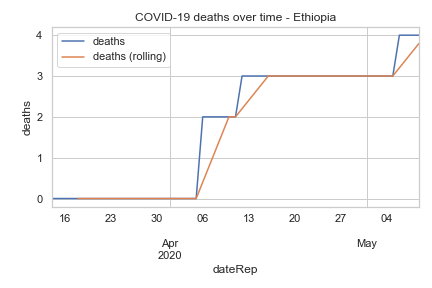 COVID-19 deaths over time - Ethiopia
deaths
deaths (rolling)
4
3
2
1
0
deaths
16 23 30 06 13 20 27 04
Apr May
2020
dateRep